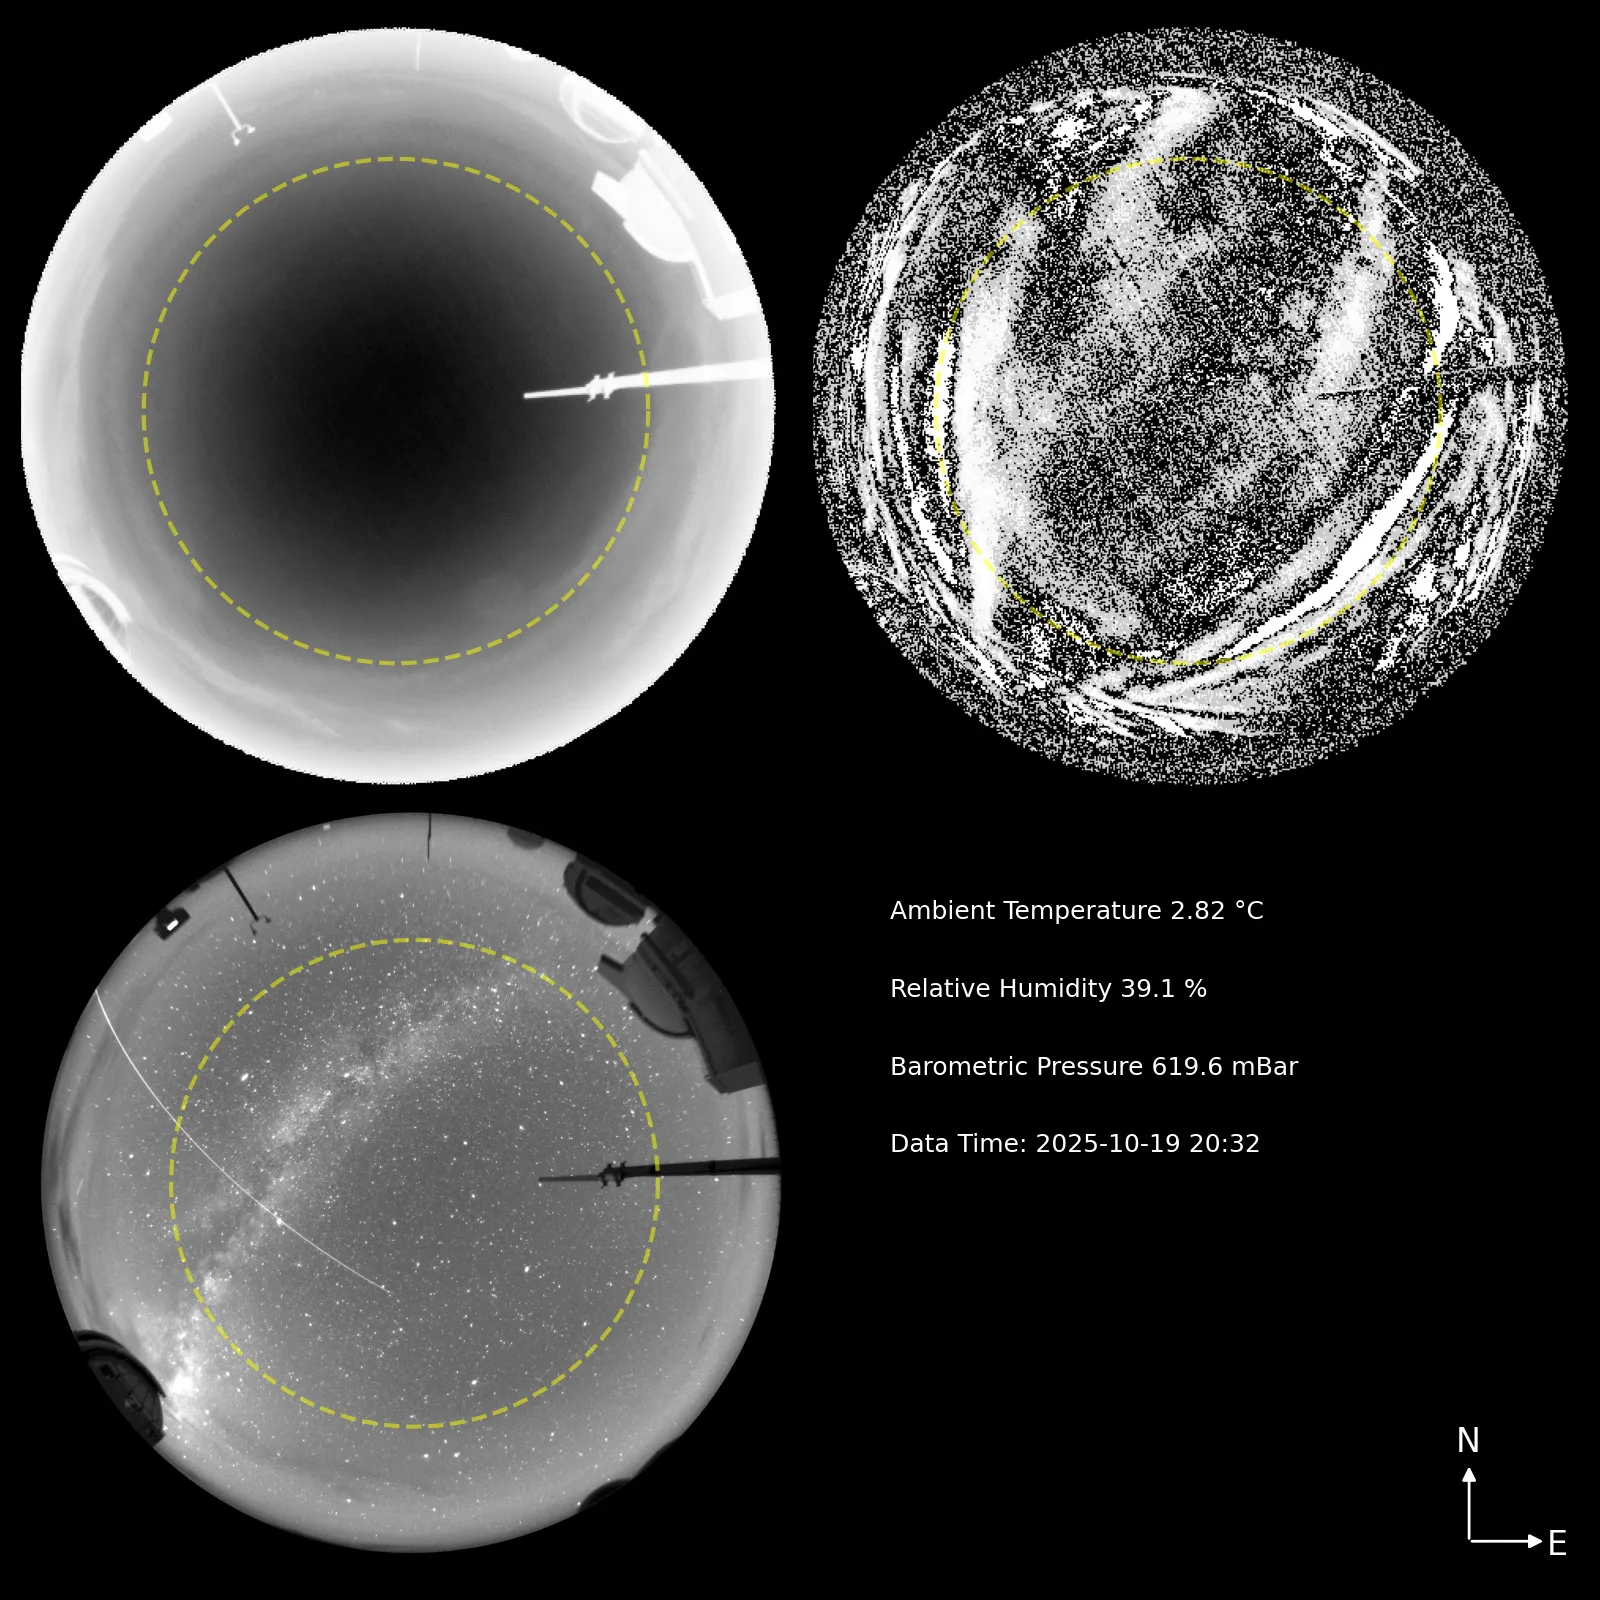 Ambient Temperature 2.82 °C
Relative Humidity 39.1 %
Barometric Pressure 619.6 mBar
Data Time: 2025-10-19 20:32
N
E